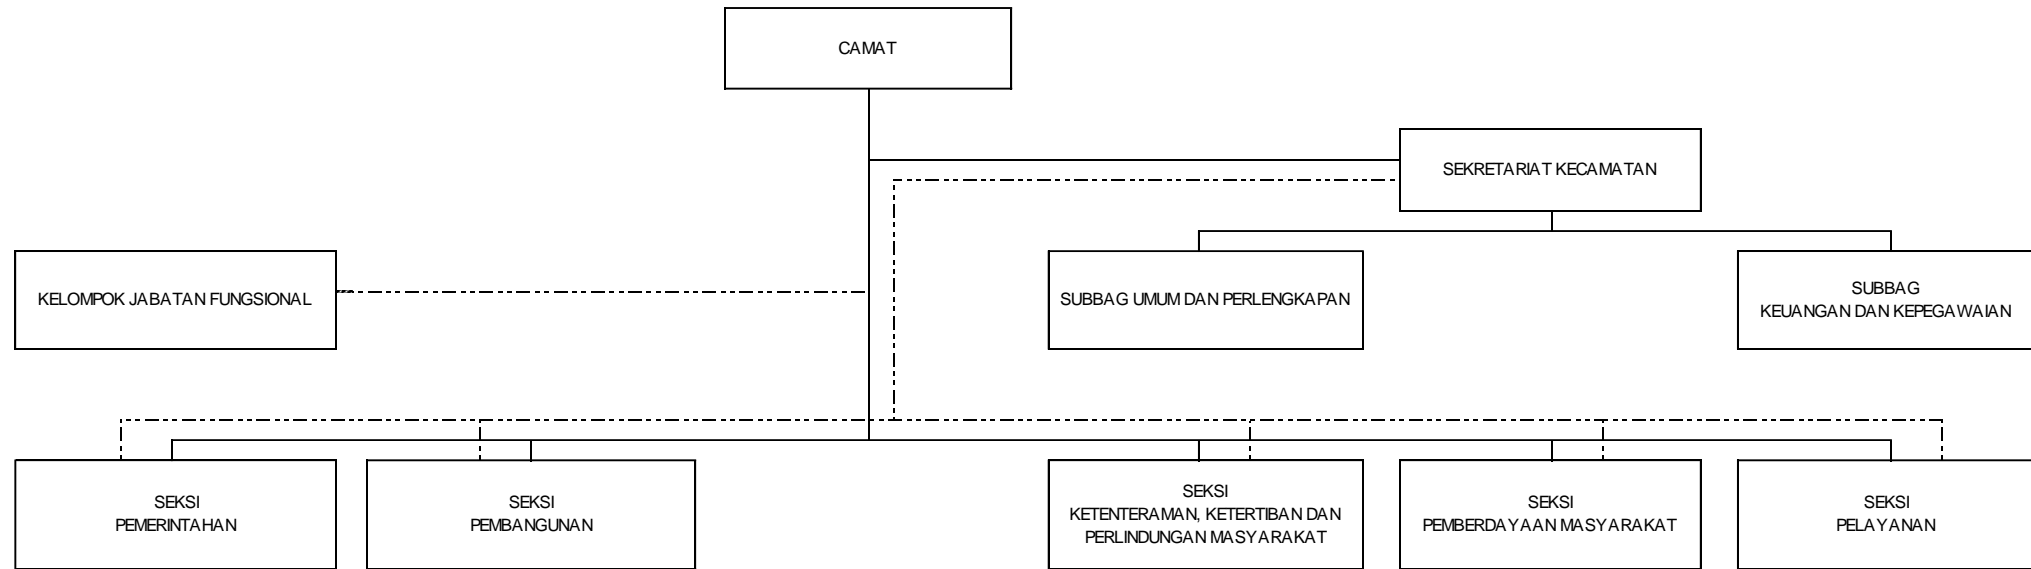 CAMAT
SEKRETARIAT KECAMATAN
KELOMPOK JABATAN FUNGSIONAL
SUBBAG UMUM DAN PERLENGKAPAN
SUBBAG
KEUANGAN DAN KEPEGAWAIAN
SEKSI
PEMERINTAHAN
SEKSI
PEMBANGUNAN
SEKSI
KETENTERAMAN, KETERTIBAN DAN
PERLINDUNGAN MASYARAKAT
SEKSI
PEMBERDAYAAN MASYARAKAT
SEKSI
PELAYANAN